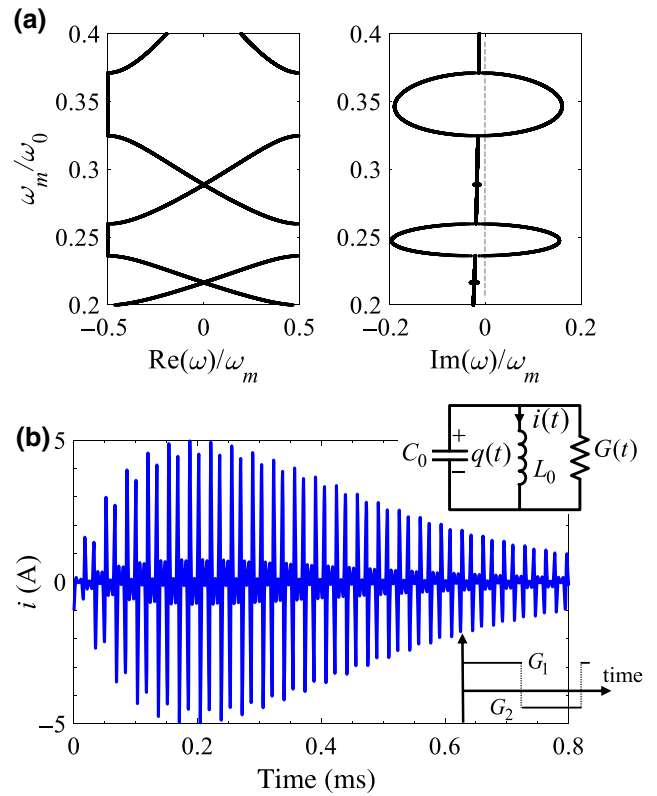 (a)
ω_m/ω_0
0.4
0.35
0.3
0.25
0.2
−0.5 0 0.5
Re(ω)/ω_m
−0.2 0 0.2
Im(ω)/ω_m
(b)
i (A)
5
0
−5
0 0.2 0.4 0.6 0.8
Time (ms)
C_0
+
q(t)
−
i(t)
L_0
G(t)
G_1
G_2
time